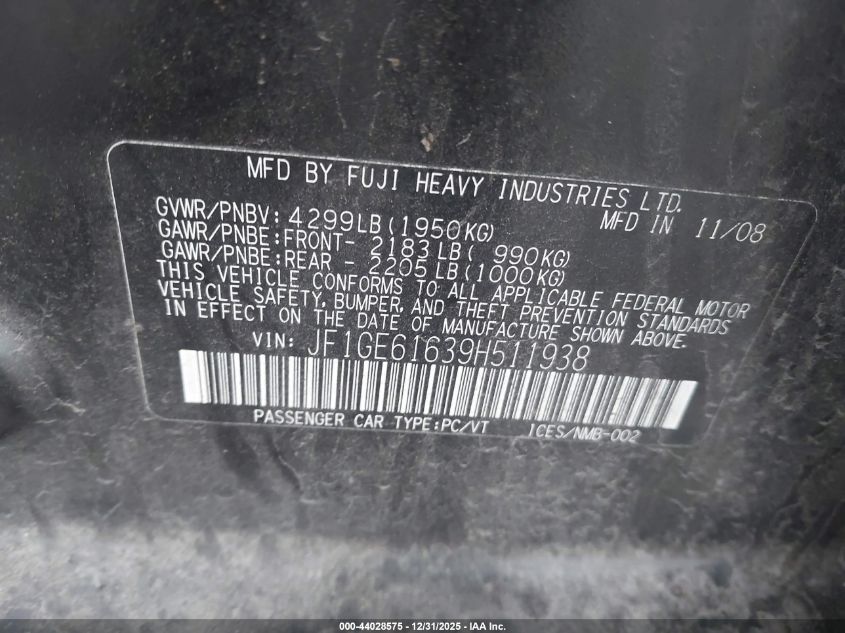 MFD BY FUJI HEAVY INDUSTRIES LTD.
MFD IN 11/08
GVWR/PNBV: 4299LB(1950KG)
GAWR/PNBE:FRONT- 2183LB( 990KG)
GAWR/PNBE:REAR - 2205LB(1000KG)
THIS VEHICLE CONFORMS TO ALL APPLICABLE FEDERAL MOTOR
VEHICLE SAFETY, BUMPER, AND THEFT PREVENTION STANDARDS
IN EFFECT ON THE DATE OF MANUFACTURE SHOWN ABOVE.
VIN: JF1GE61639H511938
PASSENGER CAR TYPE:PC/VT ICES/NMB-002
000-44028575 - 12/31/2025 - IAA Inc.